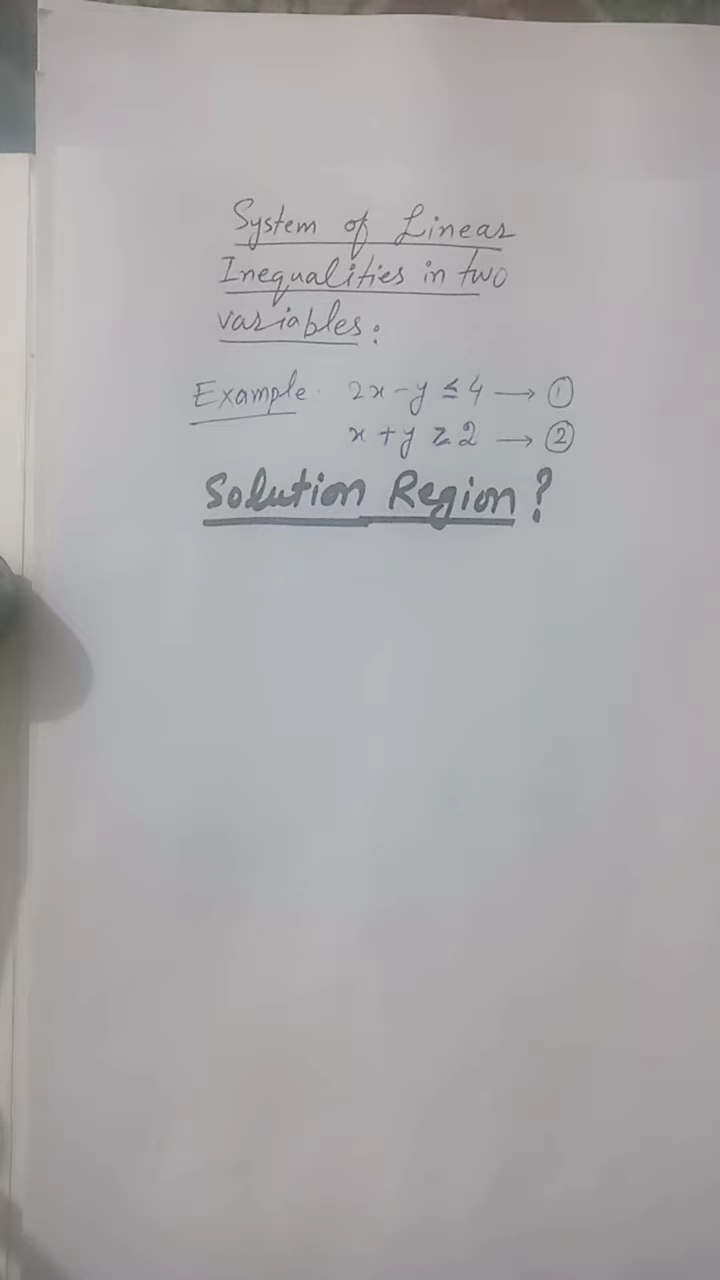 System of Linear
Inequalities in two
variables:
Example. 2x - y ≤ 4 → ①
x + y ≥ 2 → ②
Solution Region?